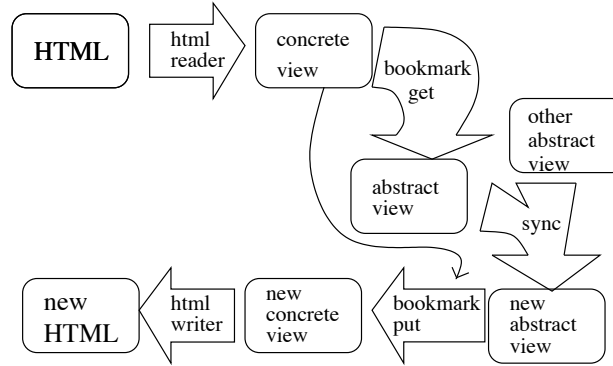 HTML
html
reader
concrete
view
bookmark
get
other
abstract
view
abstract
view
sync
new
HTML
html
writer
new
concrete
view
bookmark
put
new
abstract
view